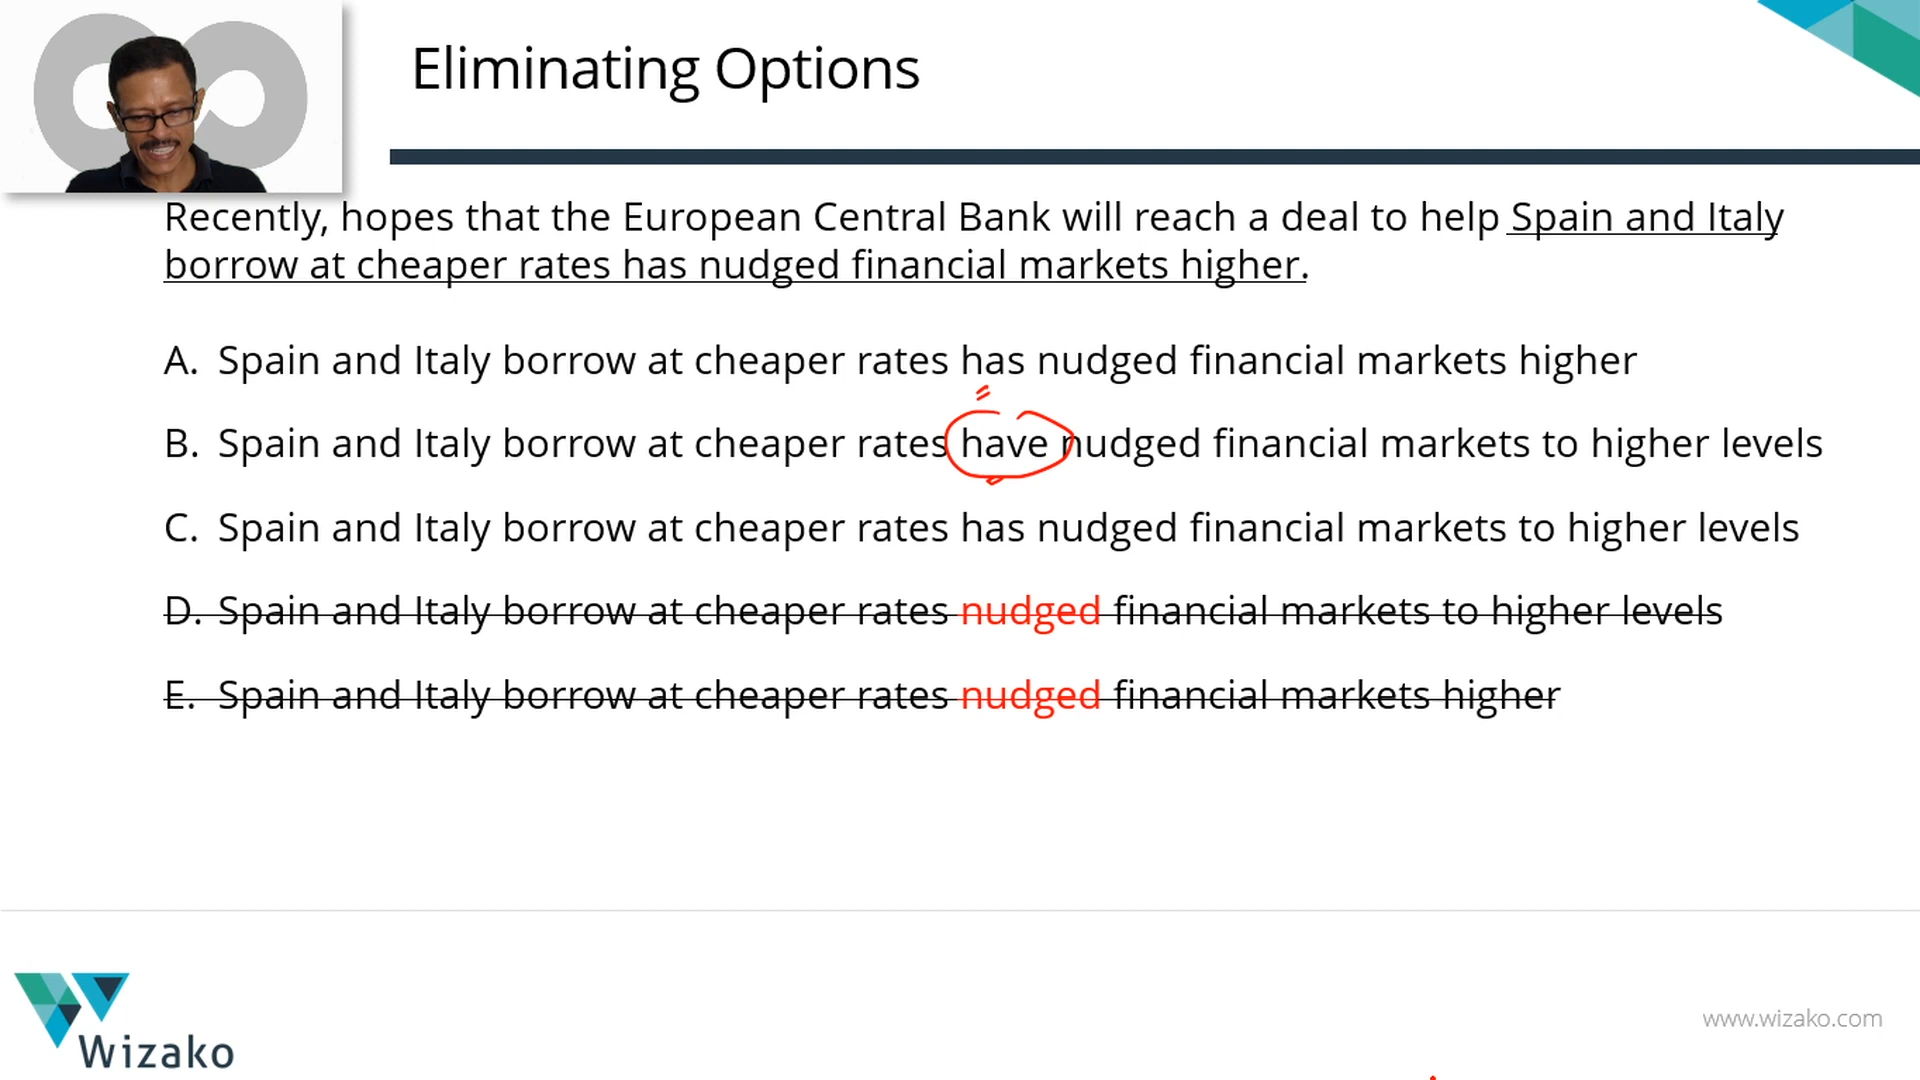 Eliminating Options
Recently, hopes that the European Central Bank will reach a deal to help Spain and Italy
borrow at cheaper rates has nudged financial markets higher.
A. Spain and Italy borrow at cheaper rates has nudged financial markets higher
B. Spain and Italy borrow at cheaper rates have nudged financial markets to higher levels
C. Spain and Italy borrow at cheaper rates has nudged financial markets to higher levels
D. Spain and Italy borrow at cheaper rates nudged financial markets to higher levels
E. Spain and Italy borrow at cheaper rates nudged financial markets higher
Wizako
www.wizako.com